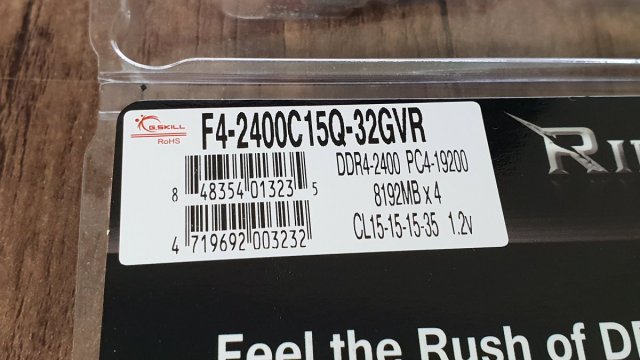 G.SKILL
RoHS
F4-2400C15Q-32GVR
DDR4-2400 PC4-19200
8192MB x 4
CL15-15-15-35 1.2v
8 48354 01323 5
4 719692 003232
Feel the Rush of